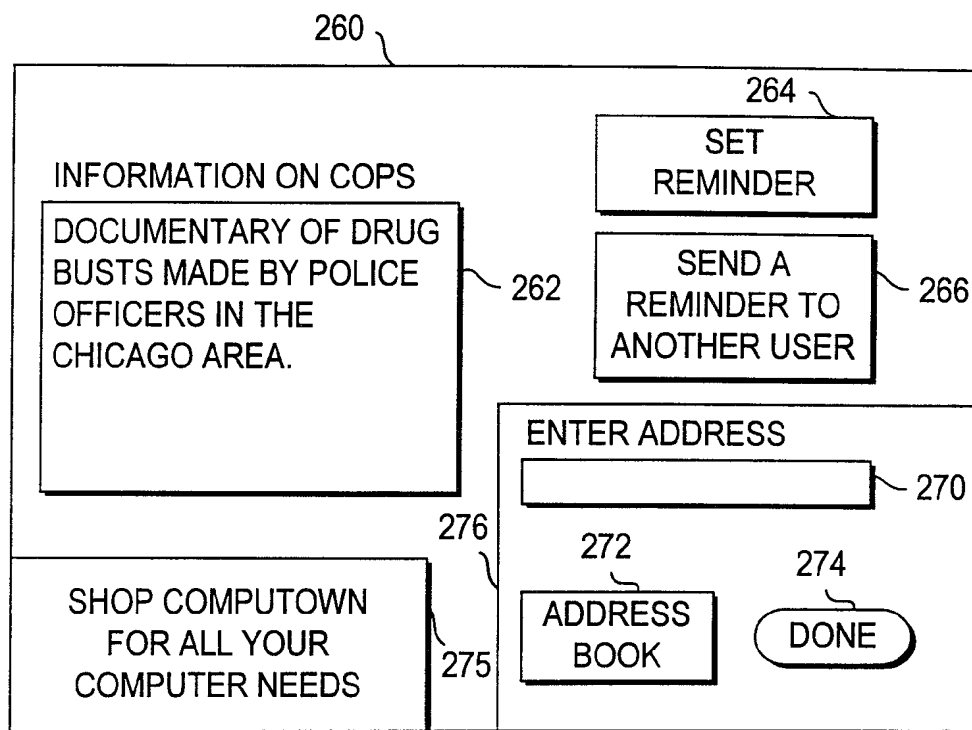 260
264
SET
REMINDER
INFORMATION ON COPS
DOCUMENTARY OF DRUG
BUSTS MADE BY POLICE
OFFICERS IN THE
CHICAGO AREA.
262
SEND A
REMINDER TO
ANOTHER USER
266
ENTER ADDRESS
270
276
272
274
ADDRESS
BOOK
DONE
SHOP COMPUTOWN
FOR ALL YOUR
COMPUTER NEEDS
275